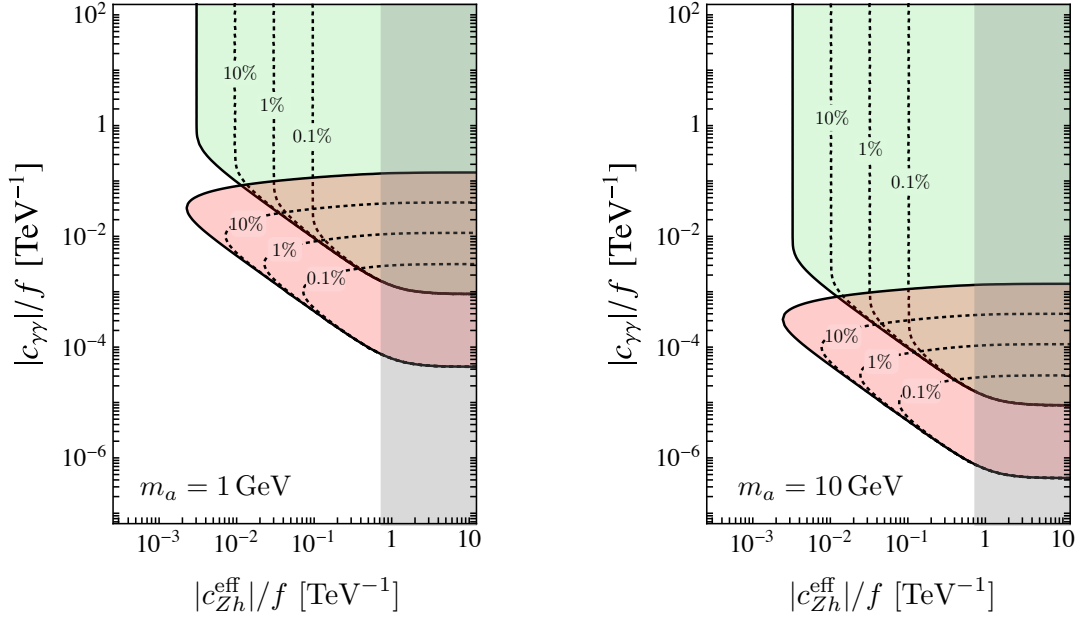 10²
1
10⁻²
10⁻⁴
10⁻⁶
|c_γγ|/f [TeV⁻¹]
10%
1%
0.1%
10%
1%
0.1%
m_a = 1 GeV
10⁻³ 10⁻² 10⁻¹ 1 10
|c_Zh^eff|/f [TeV⁻¹]
10²
1
10⁻²
10⁻⁴
10⁻⁶
|c_γγ|/f [TeV⁻¹]
10%
1%
0.1%
10%
1%
0.1%
m_a = 10 GeV
10⁻³ 10⁻² 10⁻¹ 1 10
|c_Zh^eff|/f [TeV⁻¹]